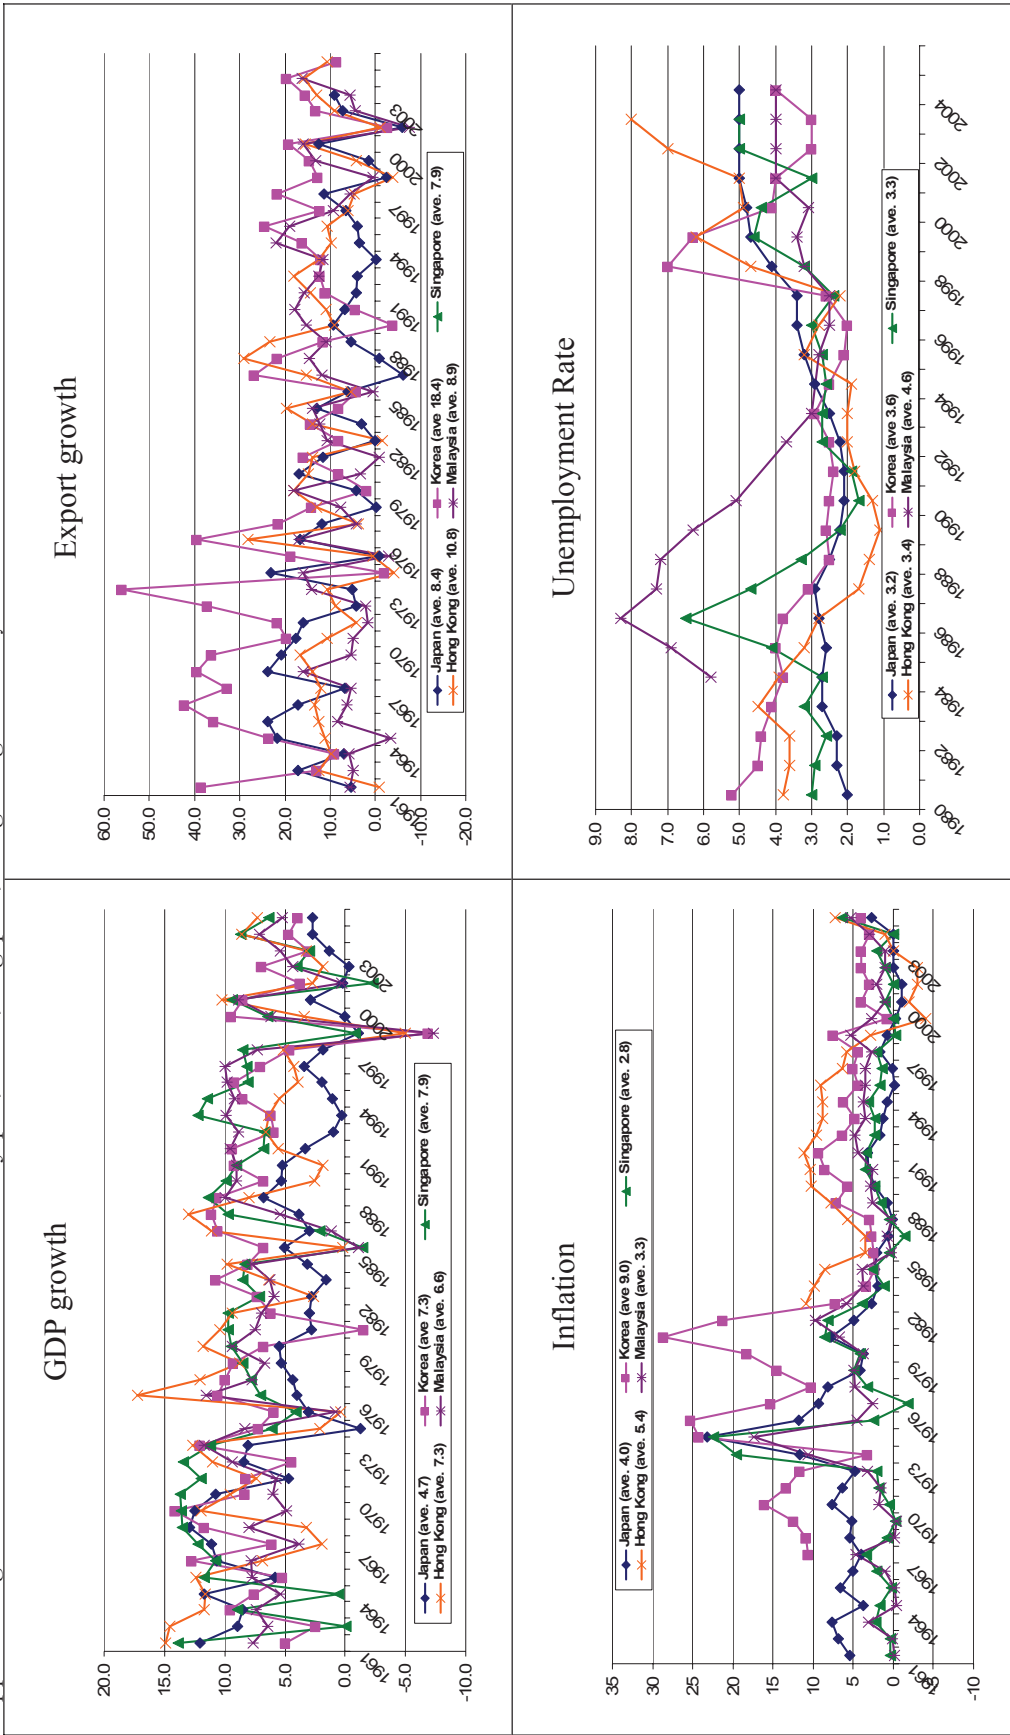 GDP growth
20.0
15.0
10.0
5.0
0.0
-5.0
-10.0
1961 1964 1967 1970 1973 1976 1979 1982 1985 1988 1991 1994 1997 2000 2003
Japan (ave. 4.7) Korea (ave 7.3) Singapore (ave. 7.9)
Hong Kong (ave. 7.3) Malaysia (ave. 6.6)
Export growth
60.0
50.0
40.0
30.0
20.0
10.0
0.0
-10.0
-20.0
1961 1964 1967 1970 1973 1976 1979 1982 1985 1988 1991 1994 1997 2000 2003
Japan (ave. 8.4) Korea (ave 18.4) Singapore (ave. 7.9)
Hong Kong (ave. 10.8) Malaysia (ave. 8.9)
Inflation
35
30
25
20
15
10
5
0
-5
-10
1961 1964 1967 1970 1973 1976 1979 1982 1985 1988 1991 1994 1997 2000 2003
Japan (ave. 4.0) Korea (ave 9.0) Singapore (ave. 2.8)
Hong Kong (ave. 5.4) Malaysia (ave. 3.3)
Unemployment Rate
9.0
8.0
7.0
6.0
5.0
4.0
3.0
2.0
1.0
0.0
1980 1982 1984 1986 1988 1990 1992 1994 1996 1998 2000 2002 2004
Japan (ave. 3.2) Korea (ave 3.6) Singapore (ave. 3.3)
Hong Kong (ave. 3.4) Malaysia (ave. 4.6)